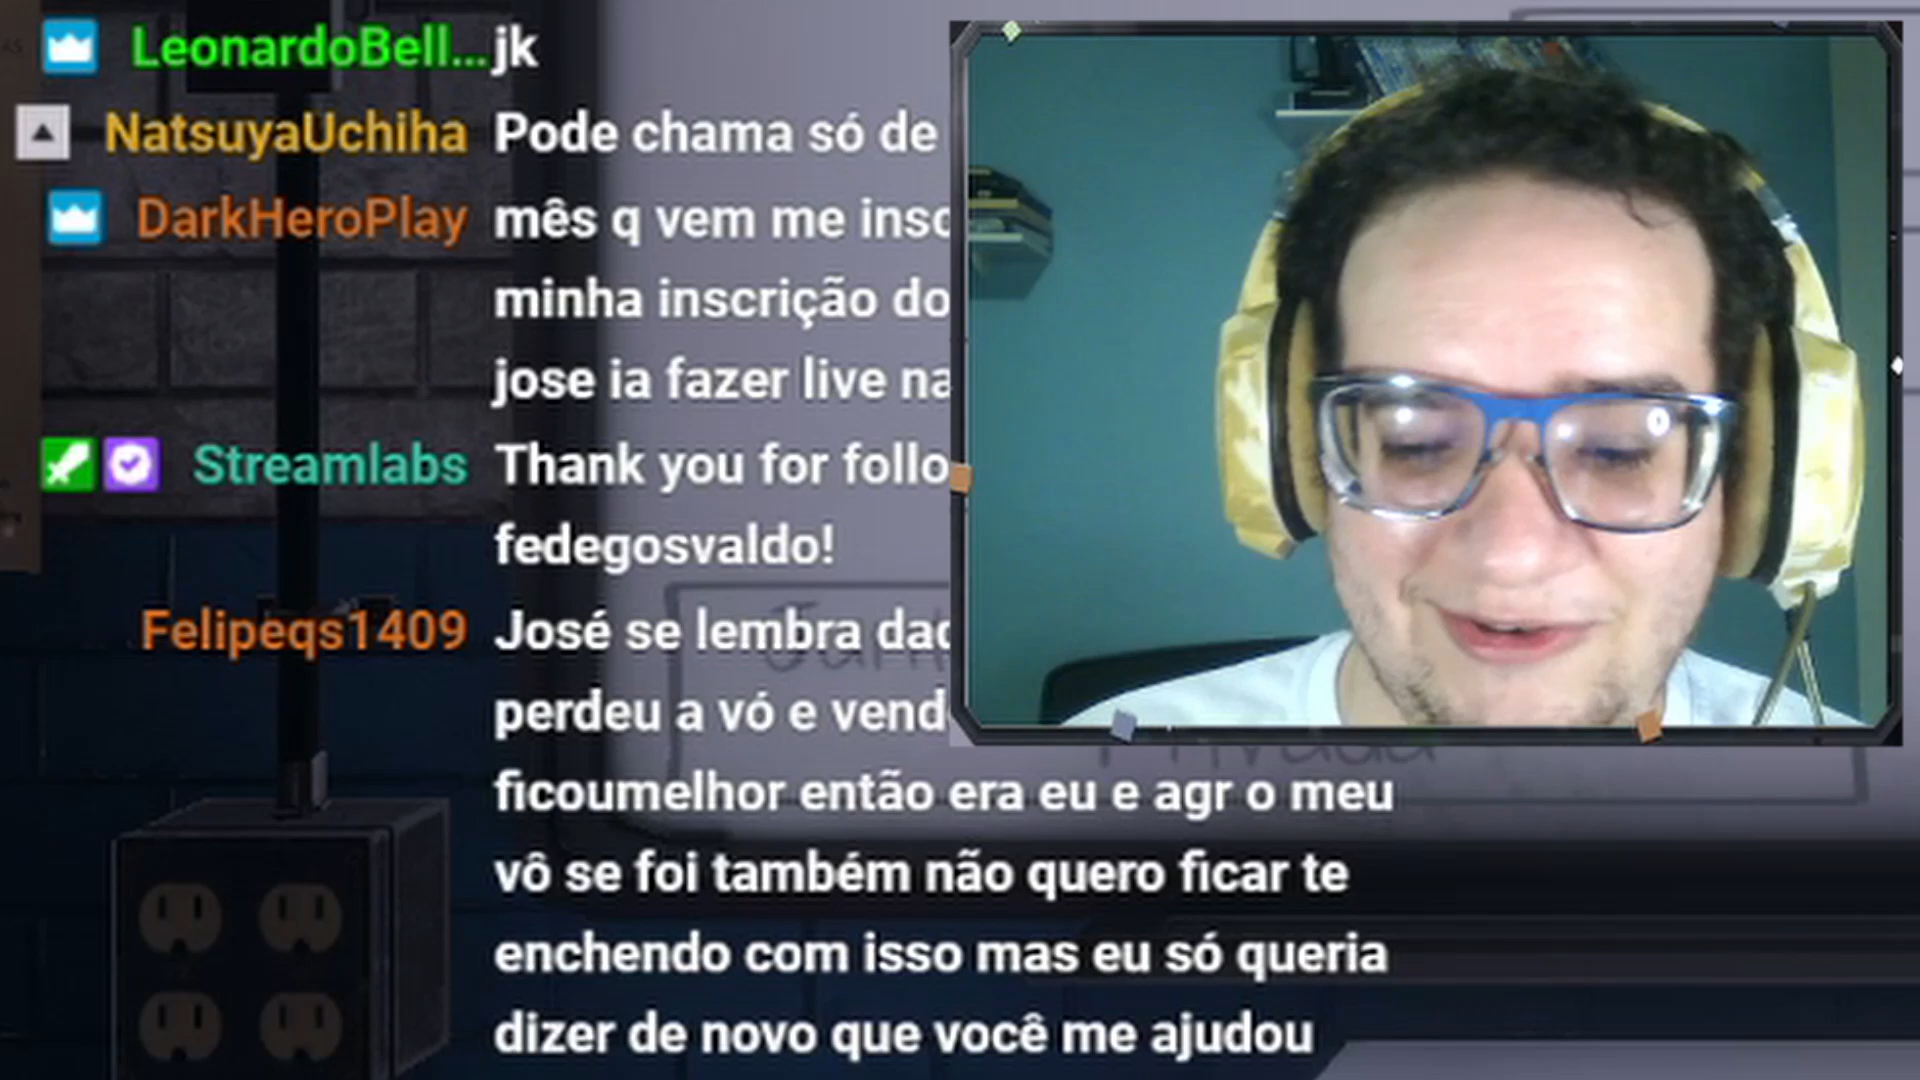 LeonardoBell... jk
NatsuyaUchiha Pode chama só de
DarkHeroPlay mês q vem me insc
minha inscrição do
jose ia fazer live na
Streamlabs Thank you for follo
fedegosvaldo!
Felipeqs1409 José se lembra daq
perdeu a vó e vend
ficoumelhor então era eu e agr o meu
vô se foi também não quero ficar te
enchendo com isso mas eu só queria
dizer de novo que você me ajudou